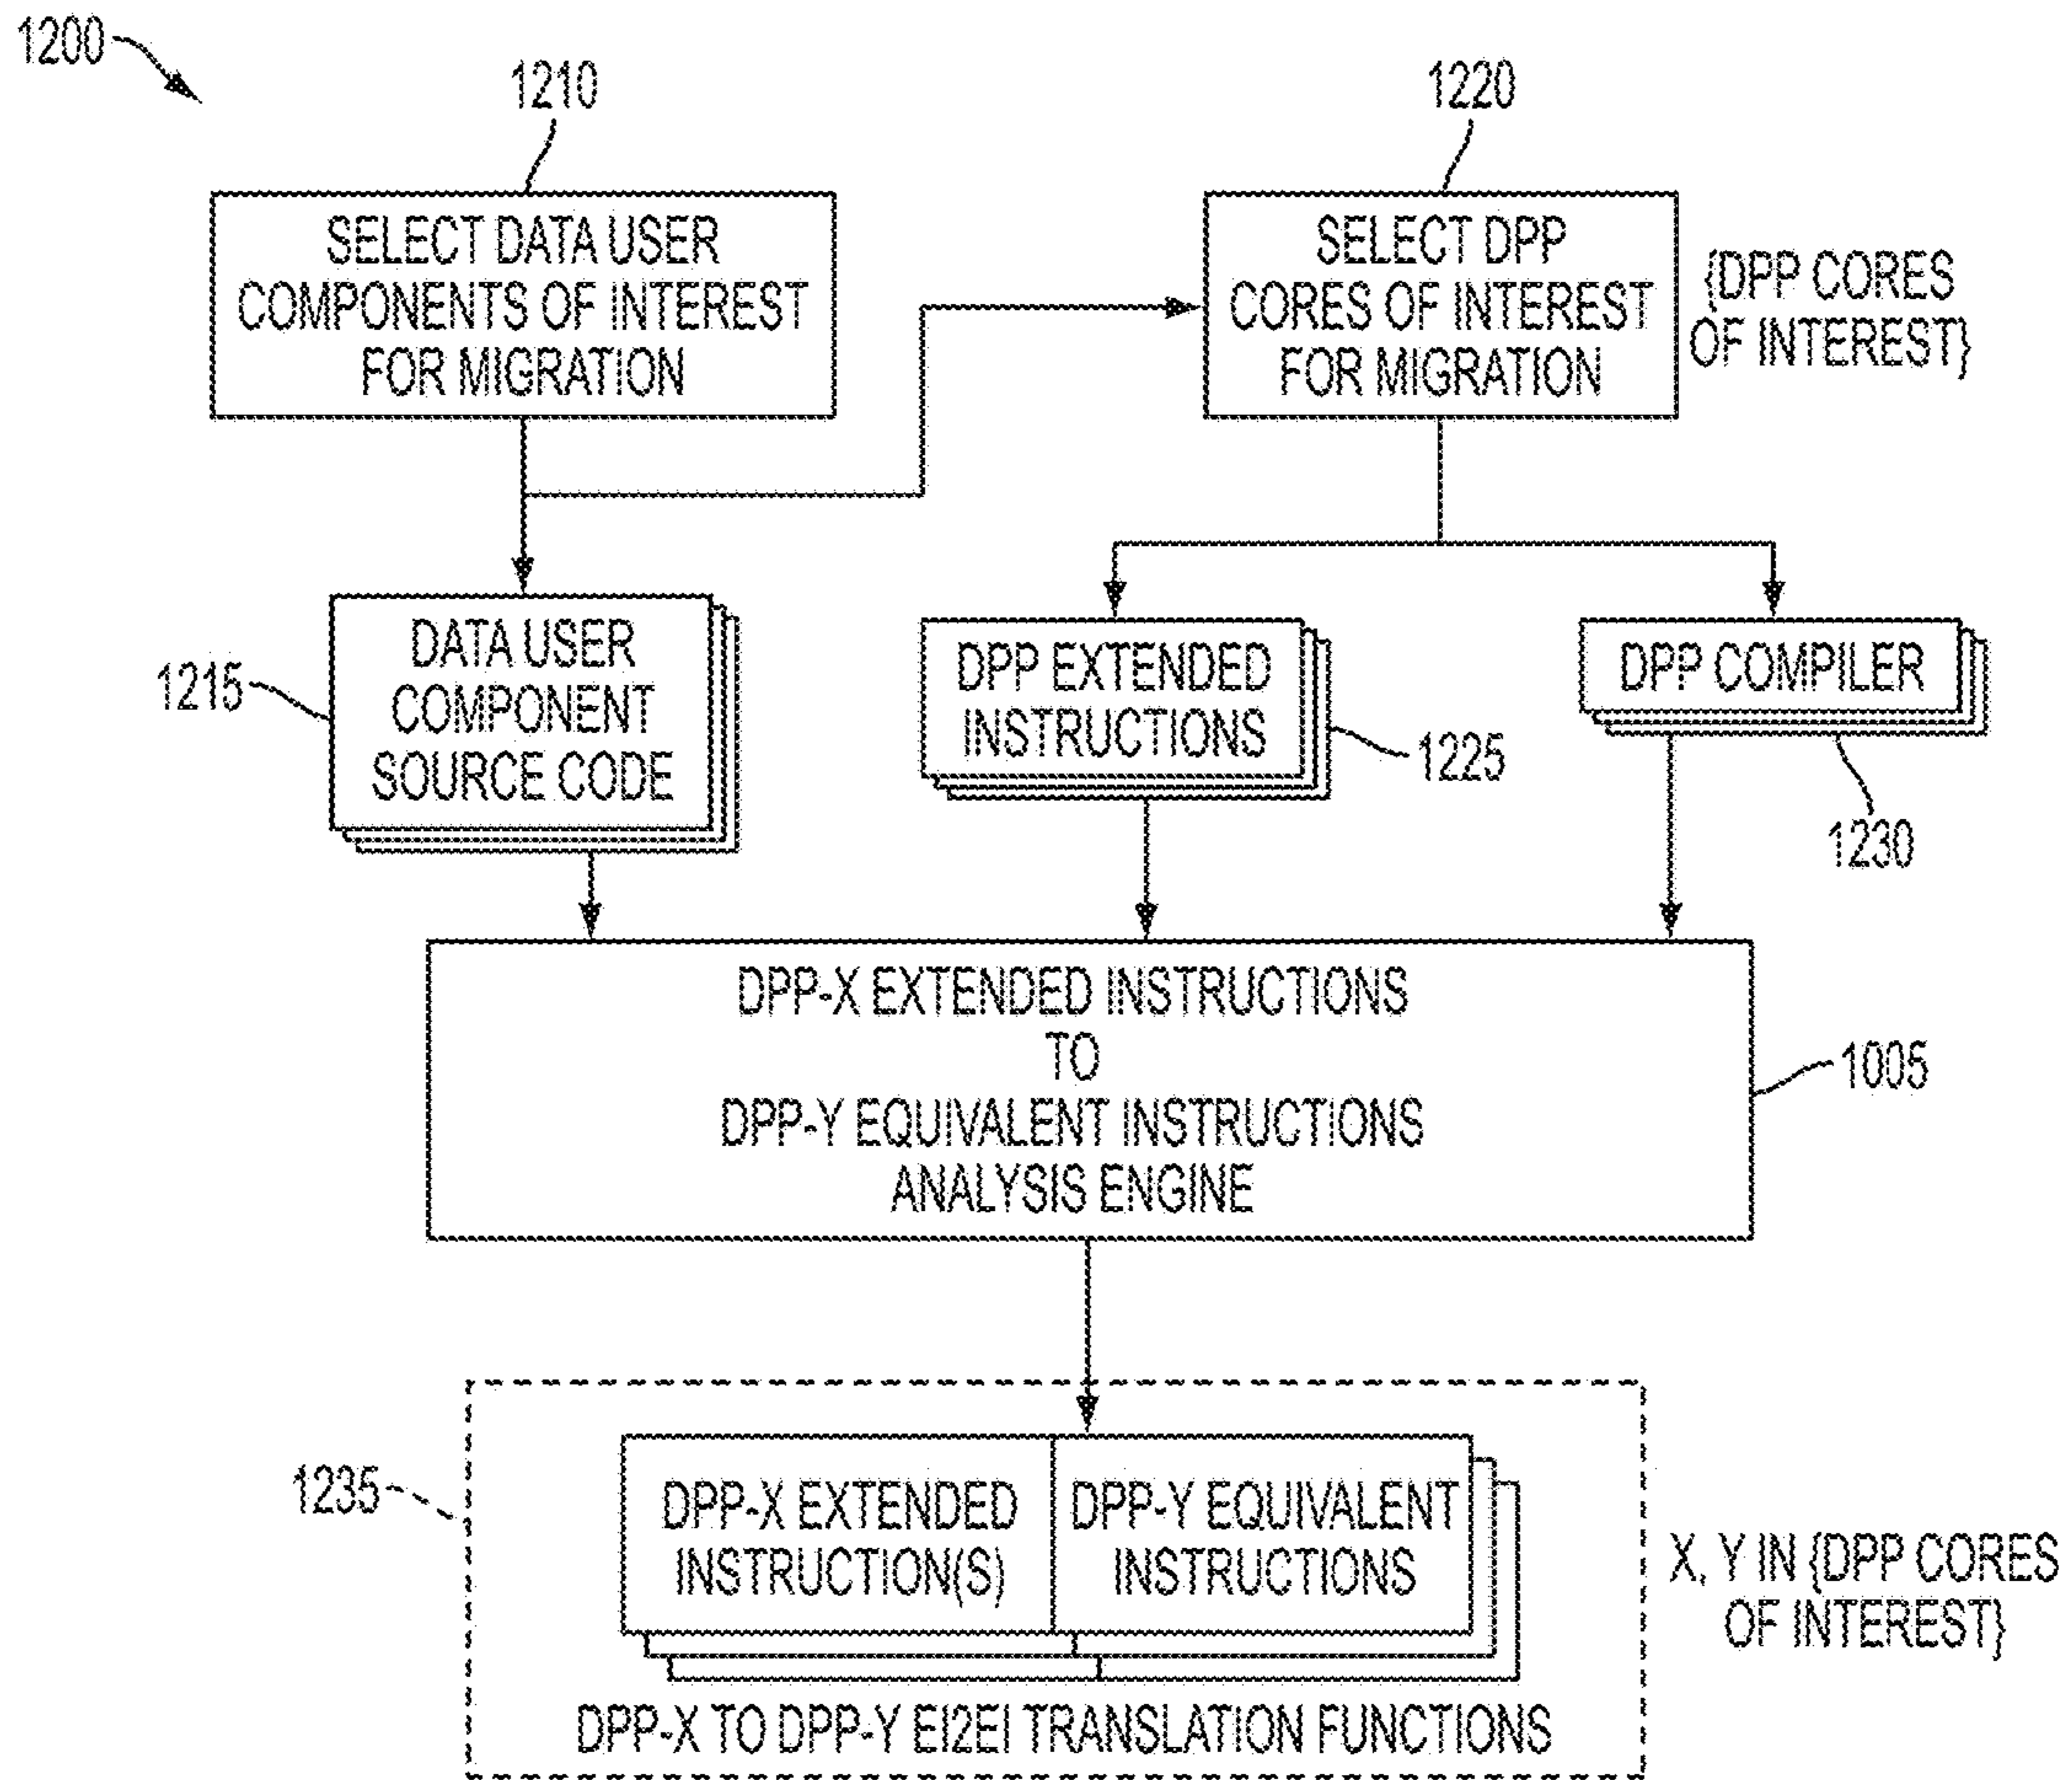 1200
1210
1220
SELECT DATA USER
COMPONENTS OF INTEREST
FOR MIGRATION
SELECT DPP
CORES OF INTEREST
FOR MIGRATION
{DPP CORES
OF INTEREST}
1215
DATA USER
COMPONENT
SOURCE CODE
DPP EXTENDED
INSTRUCTIONS
1225
DPP COMPILER
1230
DPP-X EXTENDED INSTRUCTIONS
TO
DPP-Y EQUIVALENT INSTRUCTIONS
ANALYSIS ENGINE
1005
1235
DPP-X EXTENDED
INSTRUCTION(S)
DPP-Y EQUIVALENT
INSTRUCTIONS
X, Y IN {DPP CORES
OF INTEREST}
DPP-X TO DPP-Y EI2EI TRANSLATION FUNCTIONS